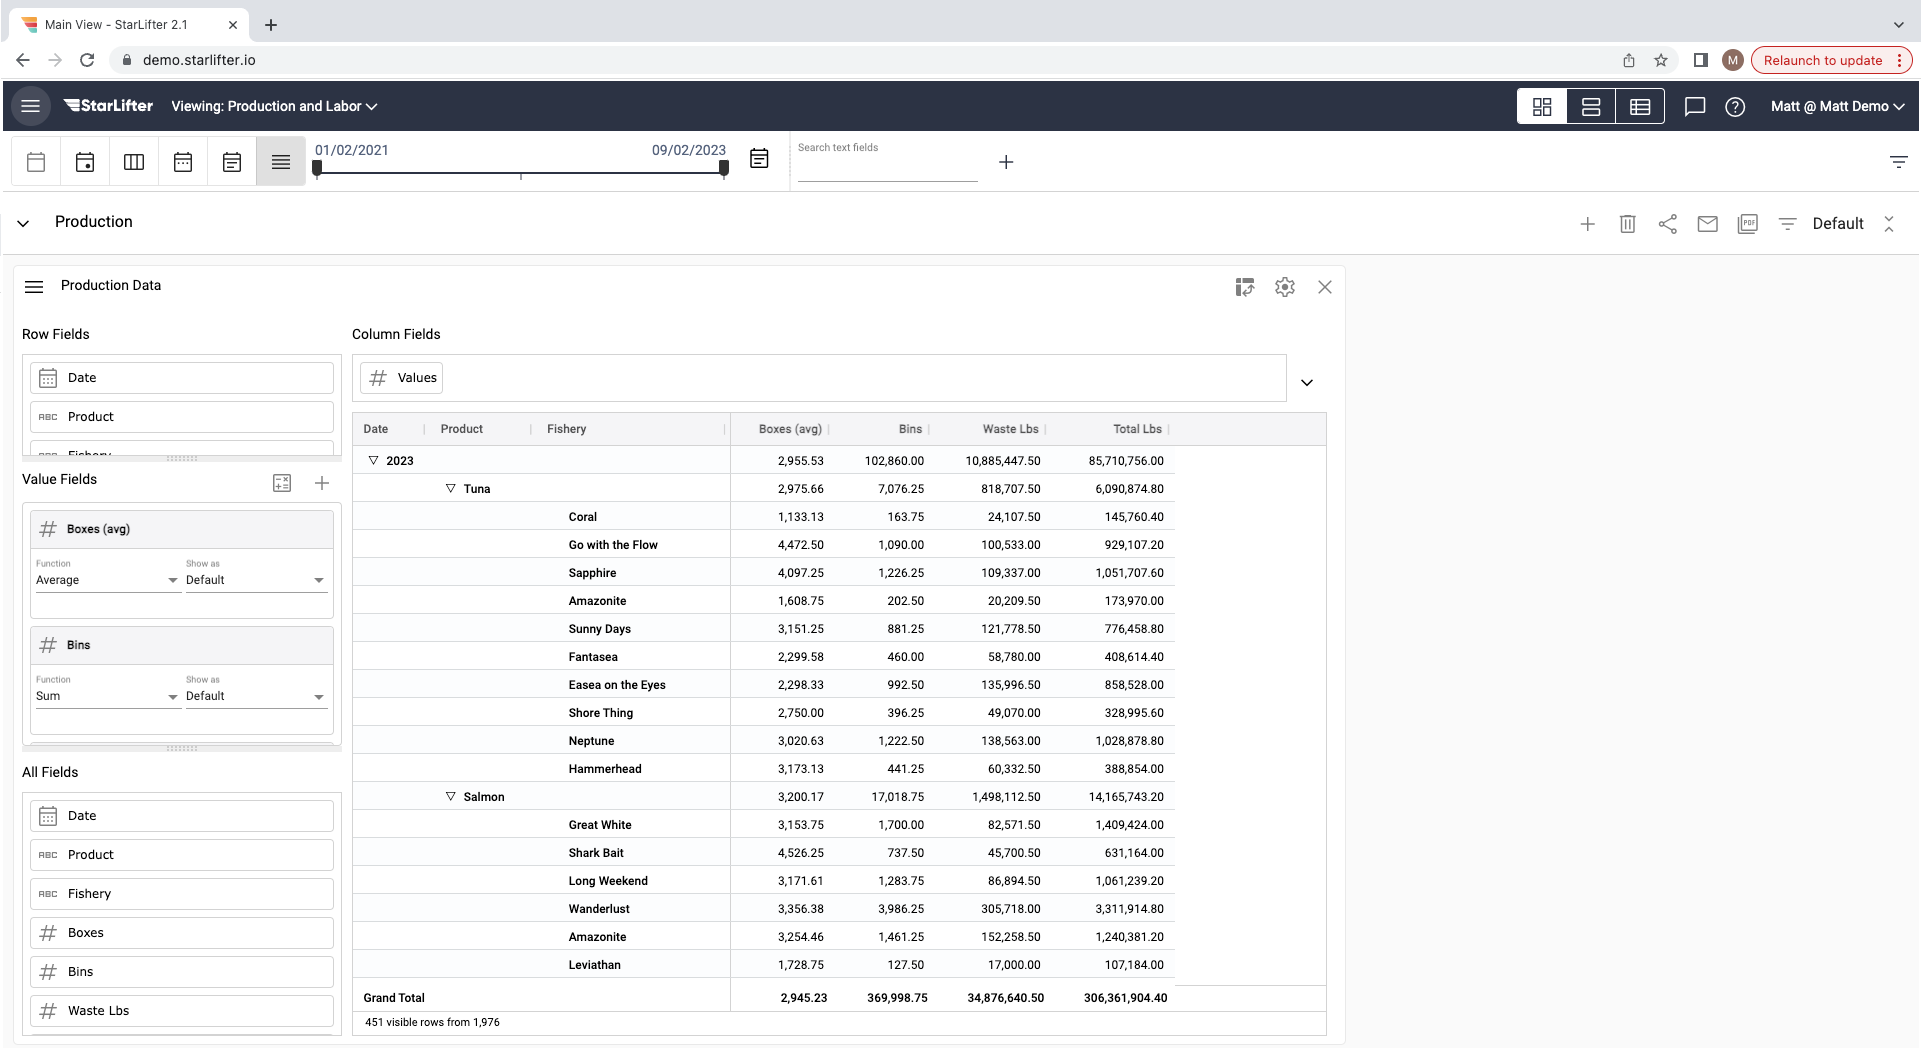 Main View - StarLifter 2.1
demo.starlifter.io
M
Relaunch to update
StarLifter
Viewing: Production and Labor
Matt @ Matt Demo
01/02/2021
09/02/2023
Search text fields
Production
PDF
Default
Production Data
Row Fields
Column Fields
Date
Values
ABC Product
Fishery
Value Fields
Boxes (avg)
Function Show as
Average Default
Bins
Function Show as
Sum Default
All Fields
Date
ABC Product
ABC Fishery
Boxes
Bins
Waste Lbs
Date Product Fishery Boxes (avg) Bins Waste Lbs Total Lbs
2023 2,955.53 102,860.00 10,885,447.50 85,710,756.00
Tuna 2,975.66 7,076.25 818,707.50 6,090,874.80
Coral 1,133.13 163.75 24,107.50 145,760.40
Go with the Flow 4,472.50 1,090.00 100,533.00 929,107.20
Sapphire 4,097.25 1,226.25 109,337.00 1,051,707.60
Amazonite 1,608.75 202.50 20,209.50 173,970.00
Sunny Days 3,151.25 881.25 121,778.50 776,458.80
Fantasea 2,299.58 460.00 58,780.00 408,614.40
Easea on the Eyes 2,298.33 992.50 135,996.50 858,528.00
Shore Thing 2,750.00 396.25 49,070.00 328,995.60
Neptune 3,020.63 1,222.50 138,563.00 1,028,878.80
Hammerhead 3,173.13 441.25 60,332.50 388,854.00
Salmon 3,200.17 17,018.75 1,498,112.50 14,165,743.20
Great White 3,153.75 1,700.00 82,571.50 1,409,424.00
Shark Bait 4,526.25 737.50 45,700.50 631,164.00
Long Weekend 3,171.61 1,283.75 86,894.50 1,061,239.20
Wanderlust 3,356.38 3,986.25 305,718.00 3,311,914.80
Amazonite 3,254.46 1,461.25 152,258.50 1,240,381.20
Leviathan 1,728.75 127.50 17,000.00 107,184.00
Grand Total 2,945.23 369,998.75 34,876,640.50 306,361,904.40
451 visible rows from 1,976